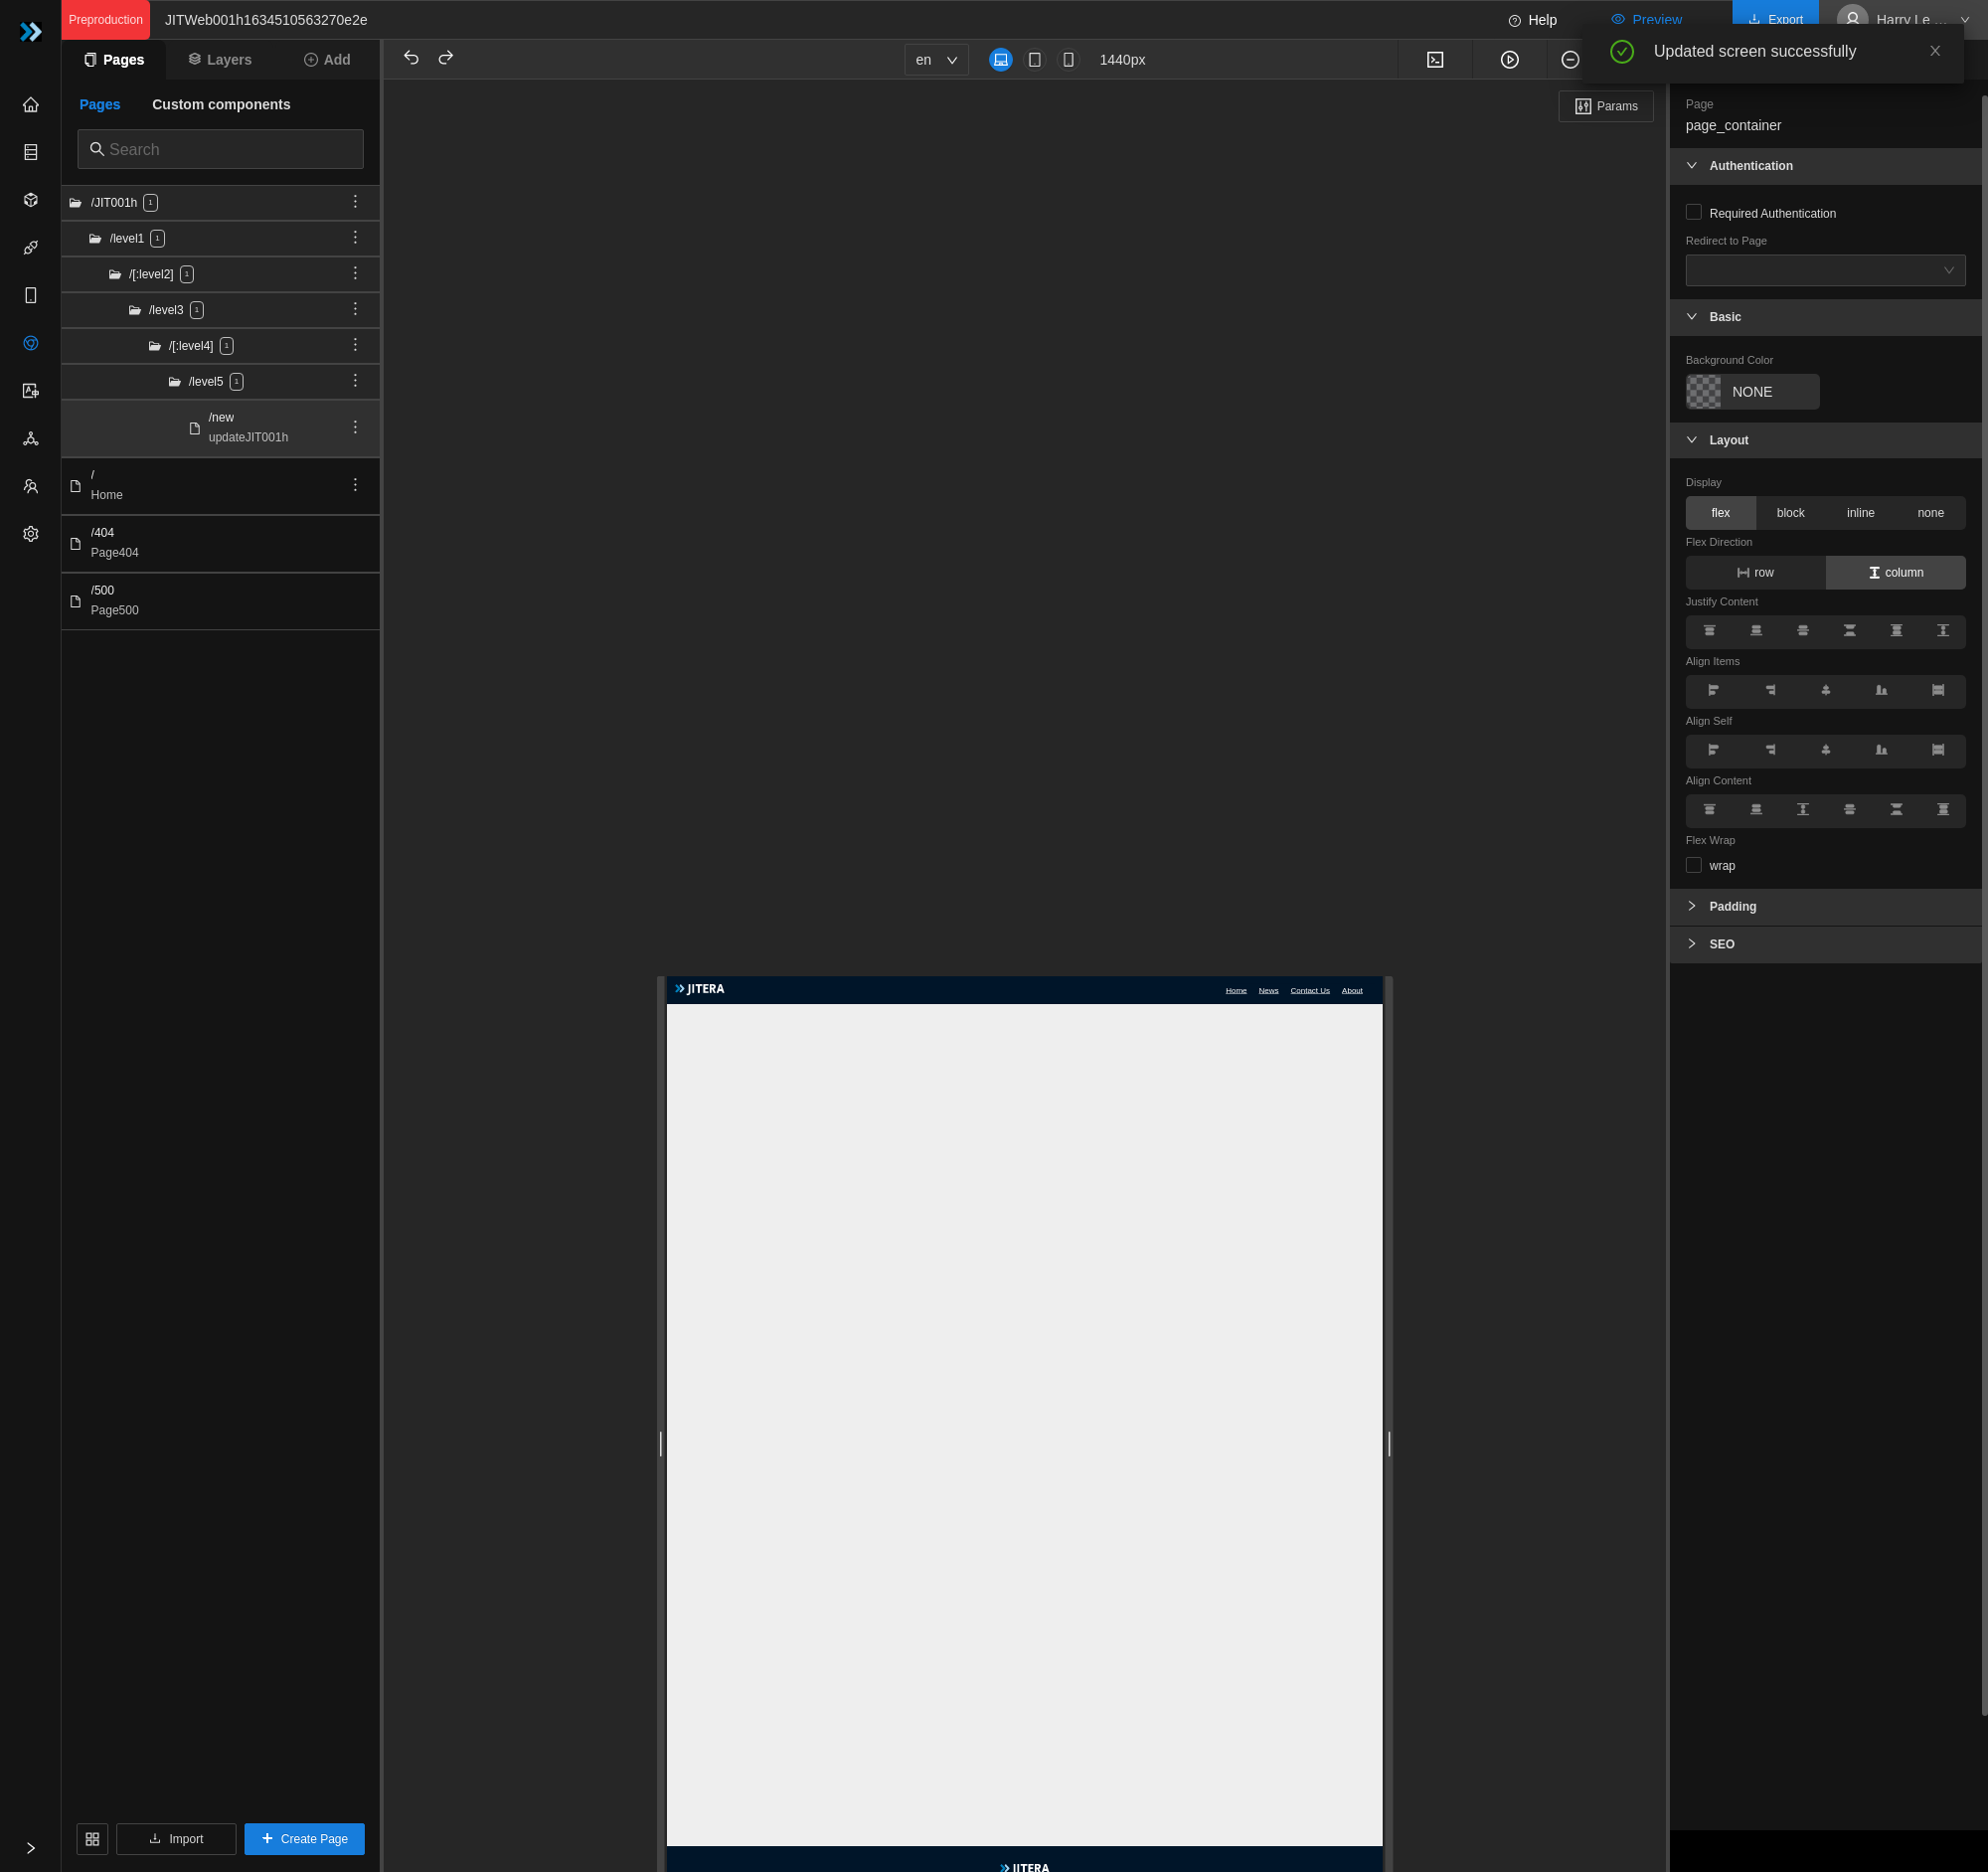 Preproduction
JITWeb001h1634510563270e2e
Help
Preview
Export
Harry Le ...
Updated screen successfully
Pages
Layers
Add
en
1440px
Pages
Custom components
Search
Params
/JIT001h 1
/level1 1
/[:level2] 1
/level3 1
/[:level4] 1
/level5 1
/new
updateJIT001h
/
Home
/404
Page404
/500
Page500
Import
Create Page
JITERA
Home
News
Contact Us
About
JITERA
Page
page_container
Authentication
Required Authentication
Redirect to Page
Basic
Background Color
NONE
Layout
Display
flex
block
inline
none
Flex Direction
row
column
Justify Content
Align Items
Align Self
Align Content
Flex Wrap
wrap
Padding
SEO